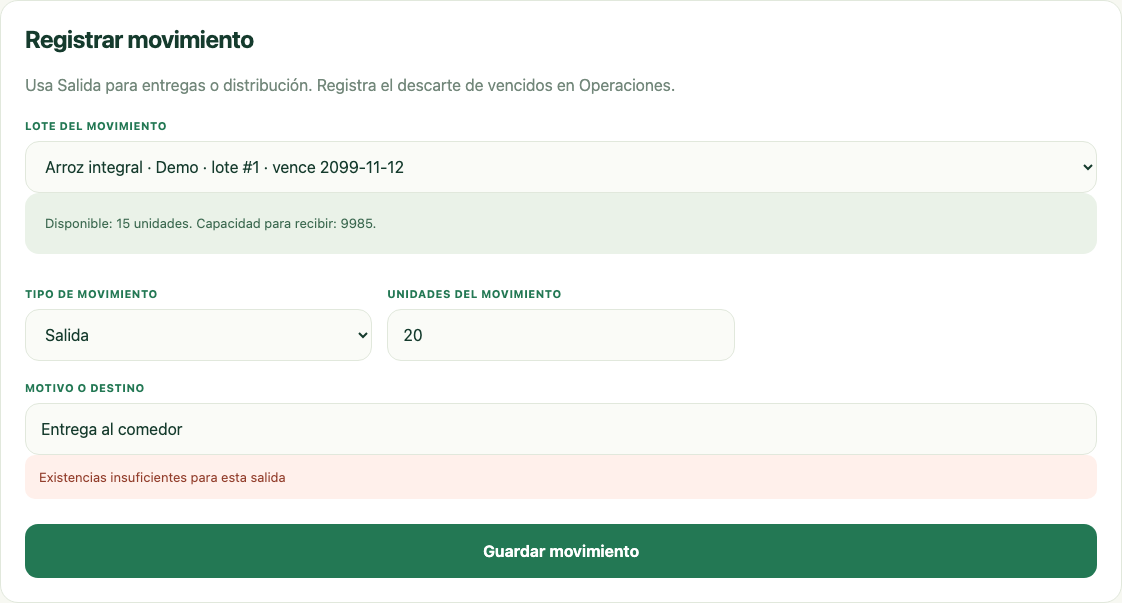 Registrar movimiento
Usa Salida para entregas o distribución. Registra el descarte de vencidos en Operaciones.
LOTE DEL MOVIMIENTO
Arroz integral · Demo · lote #1 · vence 2099-11-12
Disponible: 15 unidades. Capacidad para recibir: 9985.
TIPO DE MOVIMIENTO
Salida
UNIDADES DEL MOVIMIENTO
20
MOTIVO O DESTINO
Entrega al comedor
Existencias insuficientes para esta salida
Guardar movimiento